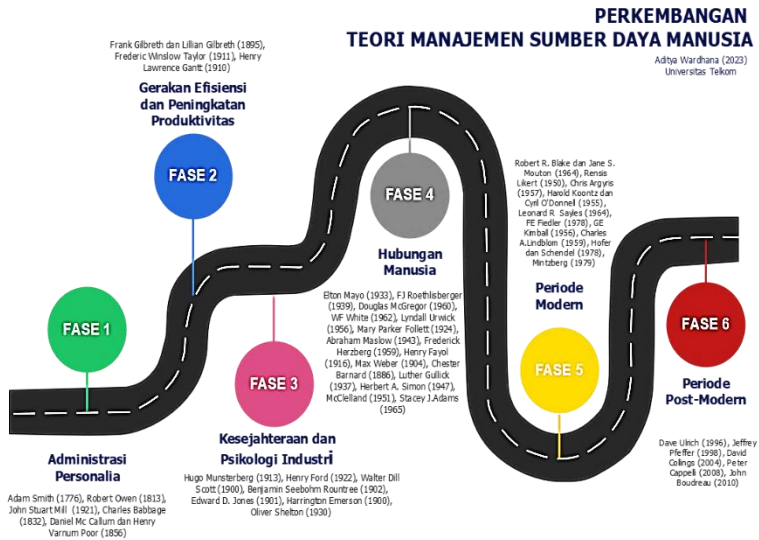 PERKEMBANGAN
TEORI MANAJEMEN SUMBER DAYA MANUSIA
Aditya Wardhana (2023)
Universitas Telkom
FASE 1
Administrasi
Personalia
Adam Smith (1776), Robert Owen (1813),
John Stuart Mill (1921), Charles Babbage
(1832), Daniel Mc Callum dan Henry
Varnum Poor (1856)
Frank Gilbreth dan Lillian Gilbreth (1895),
Frederic Winslow Taylor (1911), Henry
Lawrence Gantt (1910)
Gerakan Efisiensi
dan Peningkatan
Produktivitas
FASE 2
FASE 3
Kesejahteraan dan
Psikologi Industri
Hugo Munsterberg (1913), Henry Ford (1922), Walter Dill
Scott (1900), Benjamin Seebohm Rountree (1902),
Edward D. Jones (1901), Harrington Emerson (1900),
Oliver Shelton (1930)
FASE 4
Hubungan
Manusia
Elton Mayo (1933), FJ Roethlisberger
(1939), Douglas McGregor (1960),
WF White (1962), Lyndall Urwick
(1956), Mary Parker Follett (1924),
Abraham Maslow (1943), Frederick
Herzberg (1959), Henry Fayol
(1916), Max Weber (1904), Chester
Barnard (1886), Luther Gullick
(1937), Herbert A. Simon (1947),
McClelland (1951), Stacey J.Adams
(1965)
Robert R. Blake dan Jane S.
Mouton (1964), Rensis
Likert (1950), Chris Argyris
(1957), Harold Koontz dan
Cyril O'Donnell (1955),
Leonard R Sayles (1964),
FE Fiedler (1978), GE
Kimball (1956), Charles
A.Lindblom (1959), Hofer
dan Schendel (1978),
Mintzberg (1979)
Periode
Modern
FASE 5
FASE 6
Periode
Post-Modern
Dave Ulrich (1996), Jeffrey
Pfeffer (1998), David
Collings (2004), Peter
Cappelli (2008), John
Boudreau (2010)